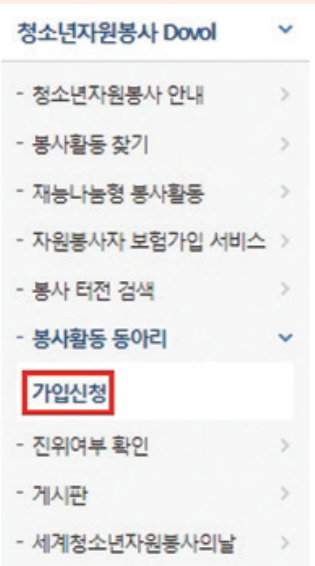 청소년자원봉사 Dovol
- 청소년자원봉사 안내
- 봉사활동 찾기
- 재능나눔형 봉사활동
- 자원봉사자 보험가입 서비스
- 봉사 터전 검색
- 봉사활동 동아리
가입신청
- 진위여부 확인
- 게시판
- 세계청소년자원봉사의날